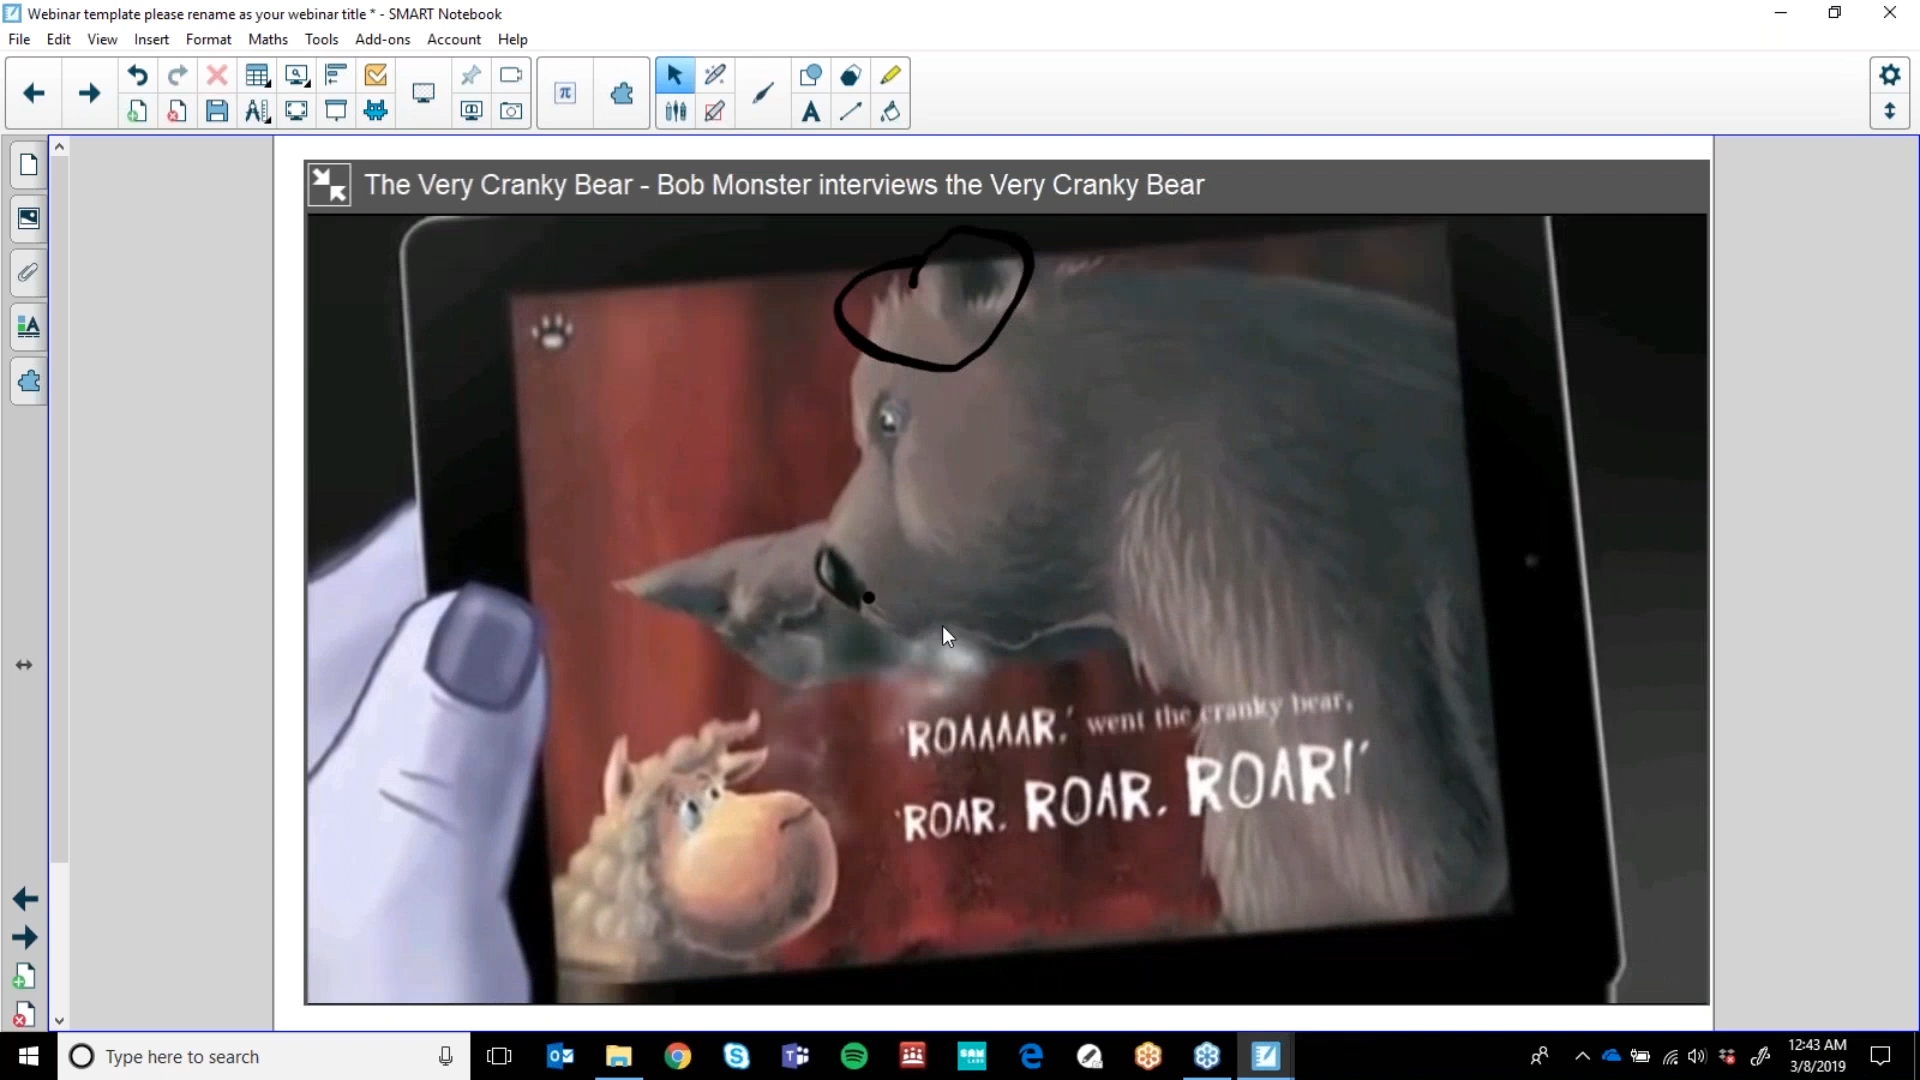 Webinar template please rename as your webinar title * - SMART Notebook
File Edit View Insert Format Maths Tools Add-ons Account Help
π
A
A
The Very Cranky Bear - Bob Monster interviews the Very Cranky Bear
'ROAAAAR,' went the cranky bear,
'ROAR, ROAR, ROAR!'
Type here to search
SAM LABS
12:43 AM
3/8/2019